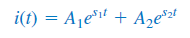 i(t) = A₁e^{s₁t} + A₂e^{s₂t}